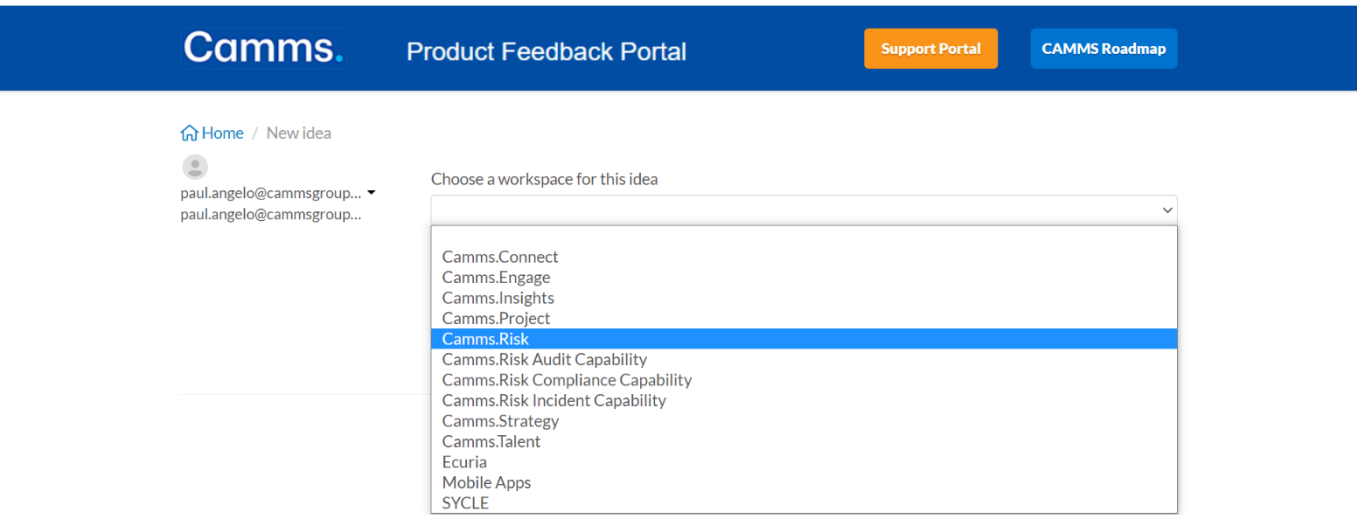 Camms.
Product Feedback Portal
Support Portal
CAMMS Roadmap
Home / New idea
paul.angelo@cammsgroup...
paul.angelo@cammsgroup...
Choose a workspace for this idea
Camms.Connect
Camms.Engage
Camms.Insights
Camms.Project
Camms.Risk
Camms.Risk Audit Capability
Camms.Risk Compliance Capability
Camms.Risk Incident Capability
Camms.Strategy
Camms.Talent
Ecuria
Mobile Apps
SYCLE